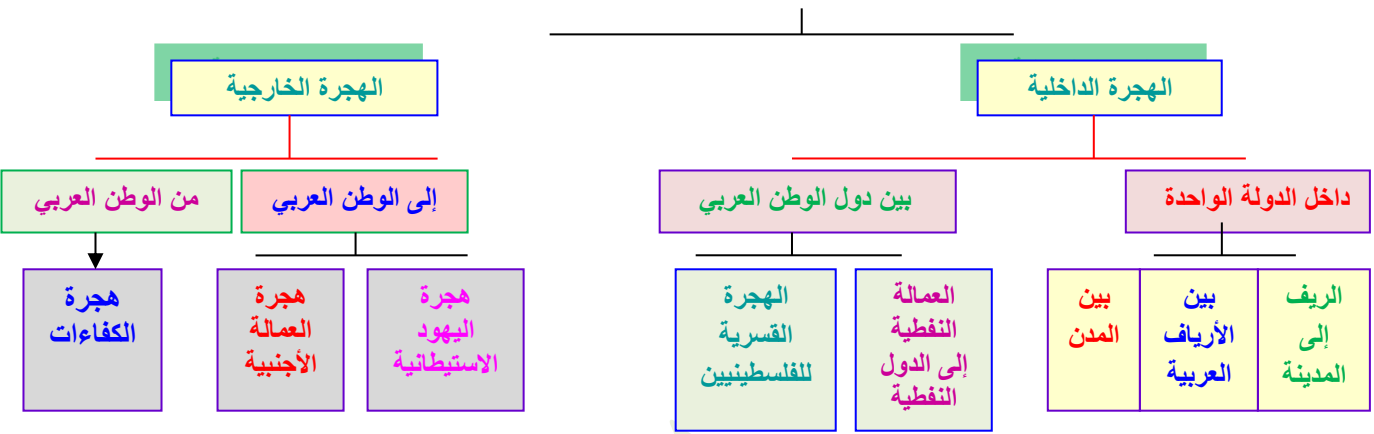 الهجرة الداخلية
الهجرة الخارجية
داخل الدولة الواحدة
بين دول الوطن العربي
إلى الوطن العربي
من الوطن العربي
الريف
إلى
المدينة
بين
الأرياف
العربية
بين
المدن
العمالة
النفطية
إلى الدول
النفطية
الهجرة
القسرية
للفلسطينيين
هجرة
اليهود
الاستيطانية
هجرة
العمالة
الأجنبية
هجرة
الكفاءات